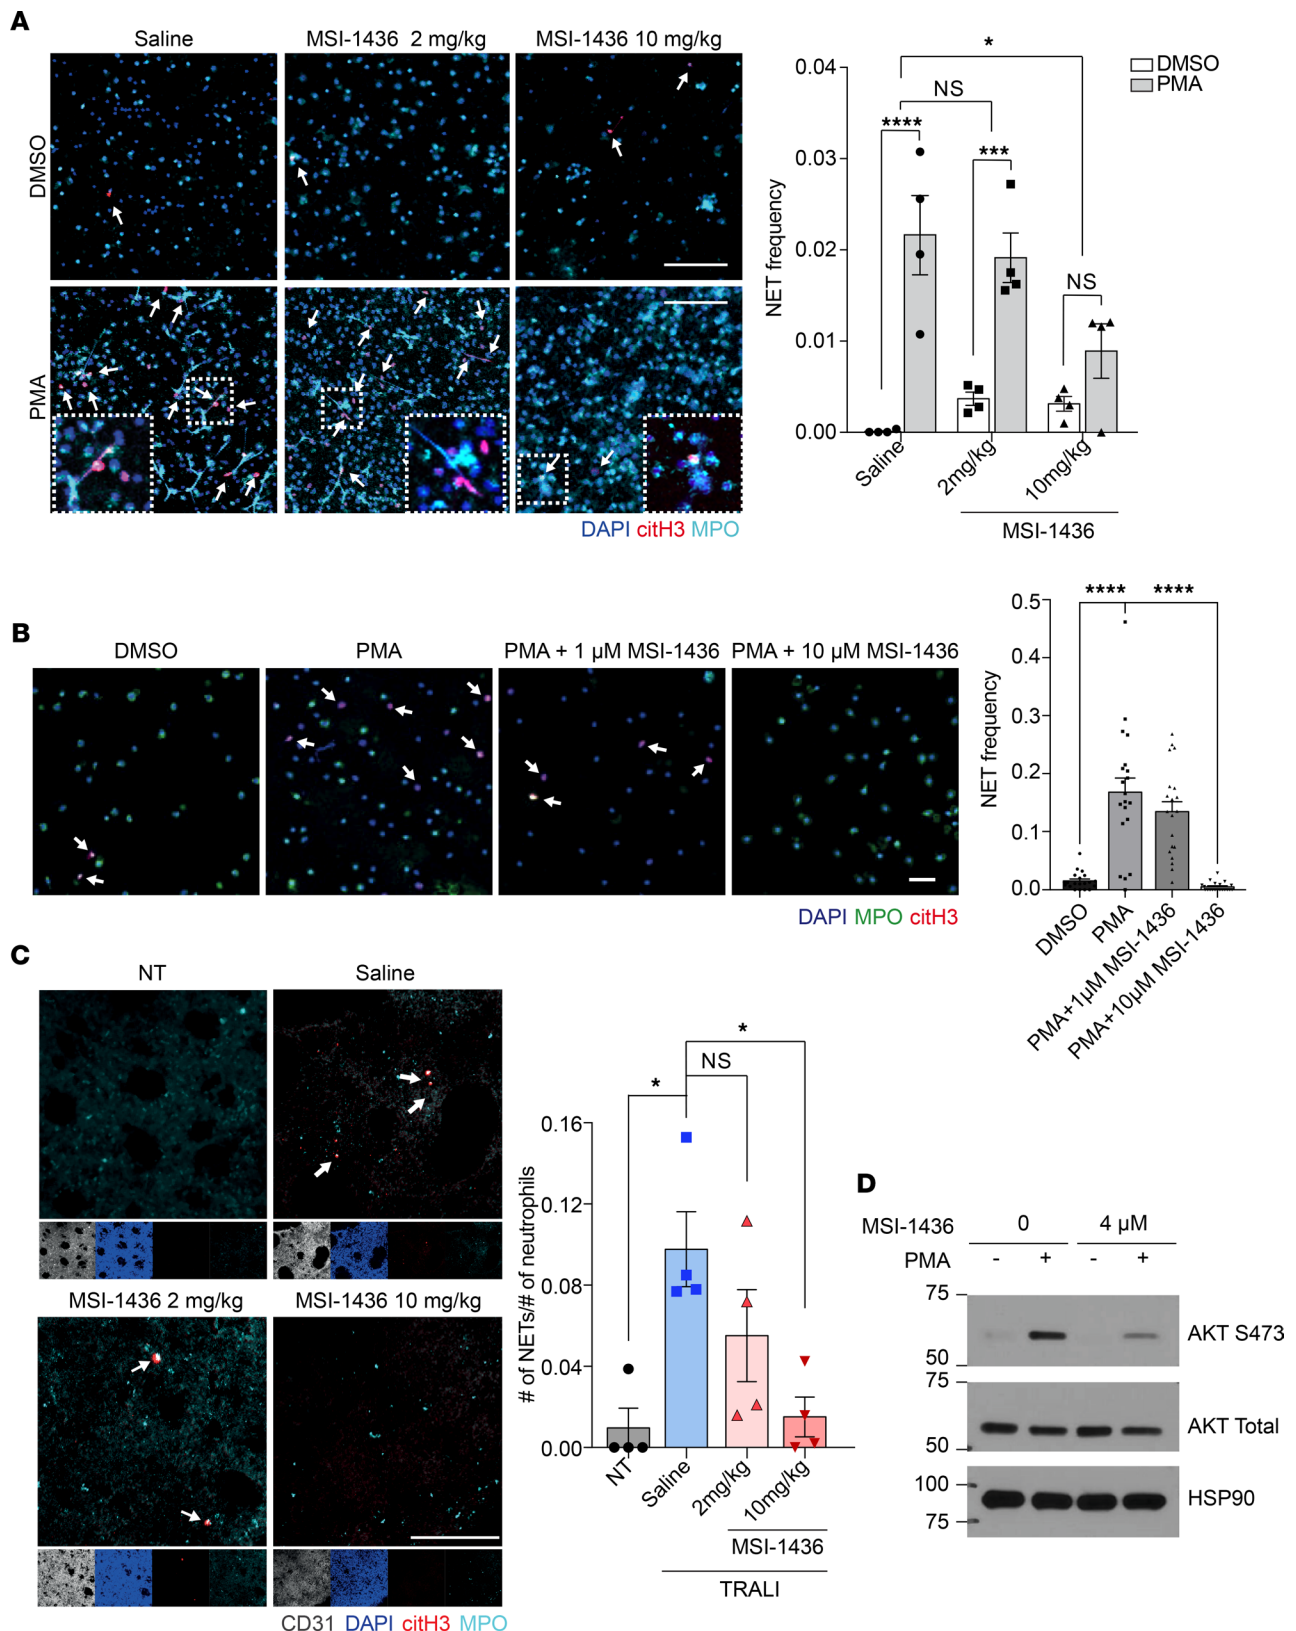 A
Saline
MSI-1436 2 mg/kg
MSI-1436 10 mg/kg
DMSO
PMA
DAPI citH3 MPO
NET frequency
0.04
0.03
0.02
0.01
0.00
*
NS
****
***
NS
DMSO
PMA
Saline
2mg/kg
10mg/kg
MSI-1436
B
DMSO
PMA
PMA + 1 µM MSI-1436
PMA + 10 µM MSI-1436
DAPI MPO citH3
NET frequency
0.5
0.4
0.3
0.2
0.1
0.0
**** ****
DMSO
PMA
PMA+1µM MSI-1436
PMA+10µM MSI-1436
C
NT
Saline
MSI-1436 2 mg/kg
MSI-1436 10 mg/kg
CD31 DAPI citH3 MPO
# of NETs/# of neutrophils
0.16
0.12
0.08
0.04
0.00
*
NS
*
NT
Saline
2mg/kg
10mg/kg
MSI-1436
TRALI
D
MSI-1436 0 4 µM
PMA - + - +
75
50
AKT S473
75
50
AKT Total
100
75
HSP90